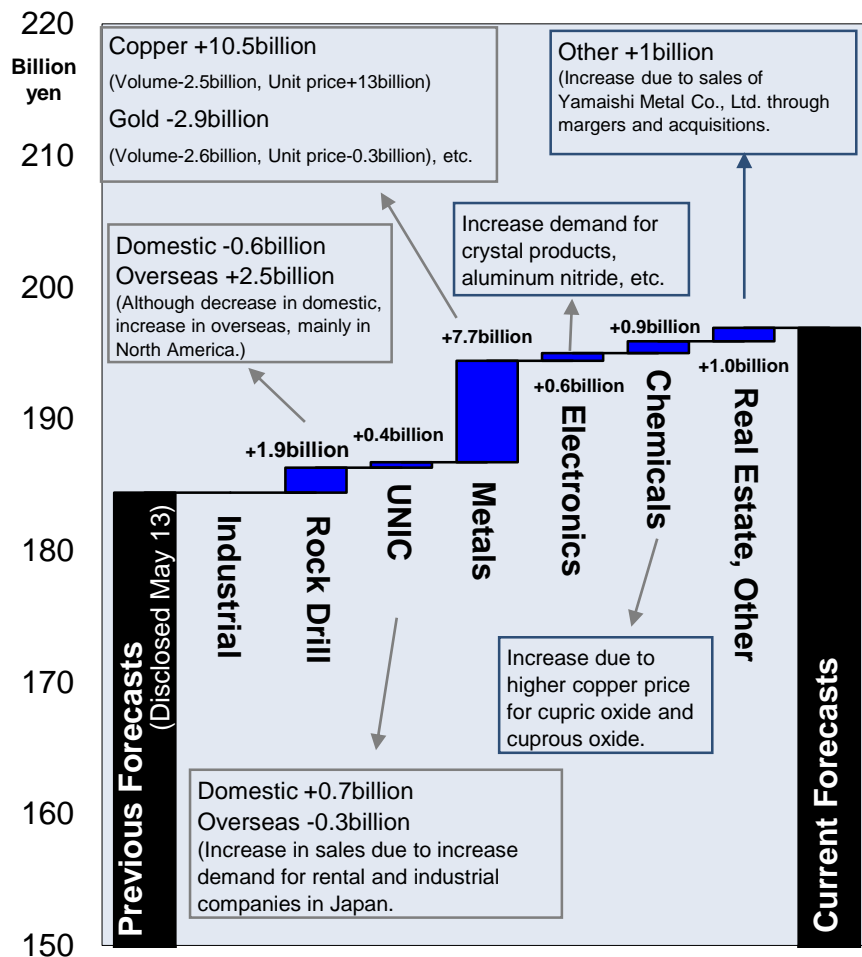 220
Billion
yen
210
200
190
180
170
160
150
Copper +10.5billion
(Volume-2.5billion, Unit price+13billion)
Gold -2.9billion
(Volume-2.6billion, Unit price-0.3billion), etc.
Other +1billion
(Increase due to sales of
Yamaishi Metal Co., Ltd. through
margers and acquisitions.
Domestic -0.6billion
Overseas +2.5billion
(Although decrease in domestic,
increase in overseas, mainly in
North America.)
Increase demand for
crystal products,
aluminum nitride, etc.
+1.9billion
+0.4billion
+7.7billion
+0.6billion
+0.9billion
+1.0billion
Previous Forecasts
(Disclosed May 13)
Industrial
Rock Drill
UNIC
Metals
Electronics
Chemicals
Real Estate, Other
Current Forecasts
Increase due to
higher copper price
for cupric oxide and
cuprous oxide.
Domestic +0.7billion
Overseas -0.3billion
(Increase in sales due to increase
demand for rental and industrial
companies in Japan.